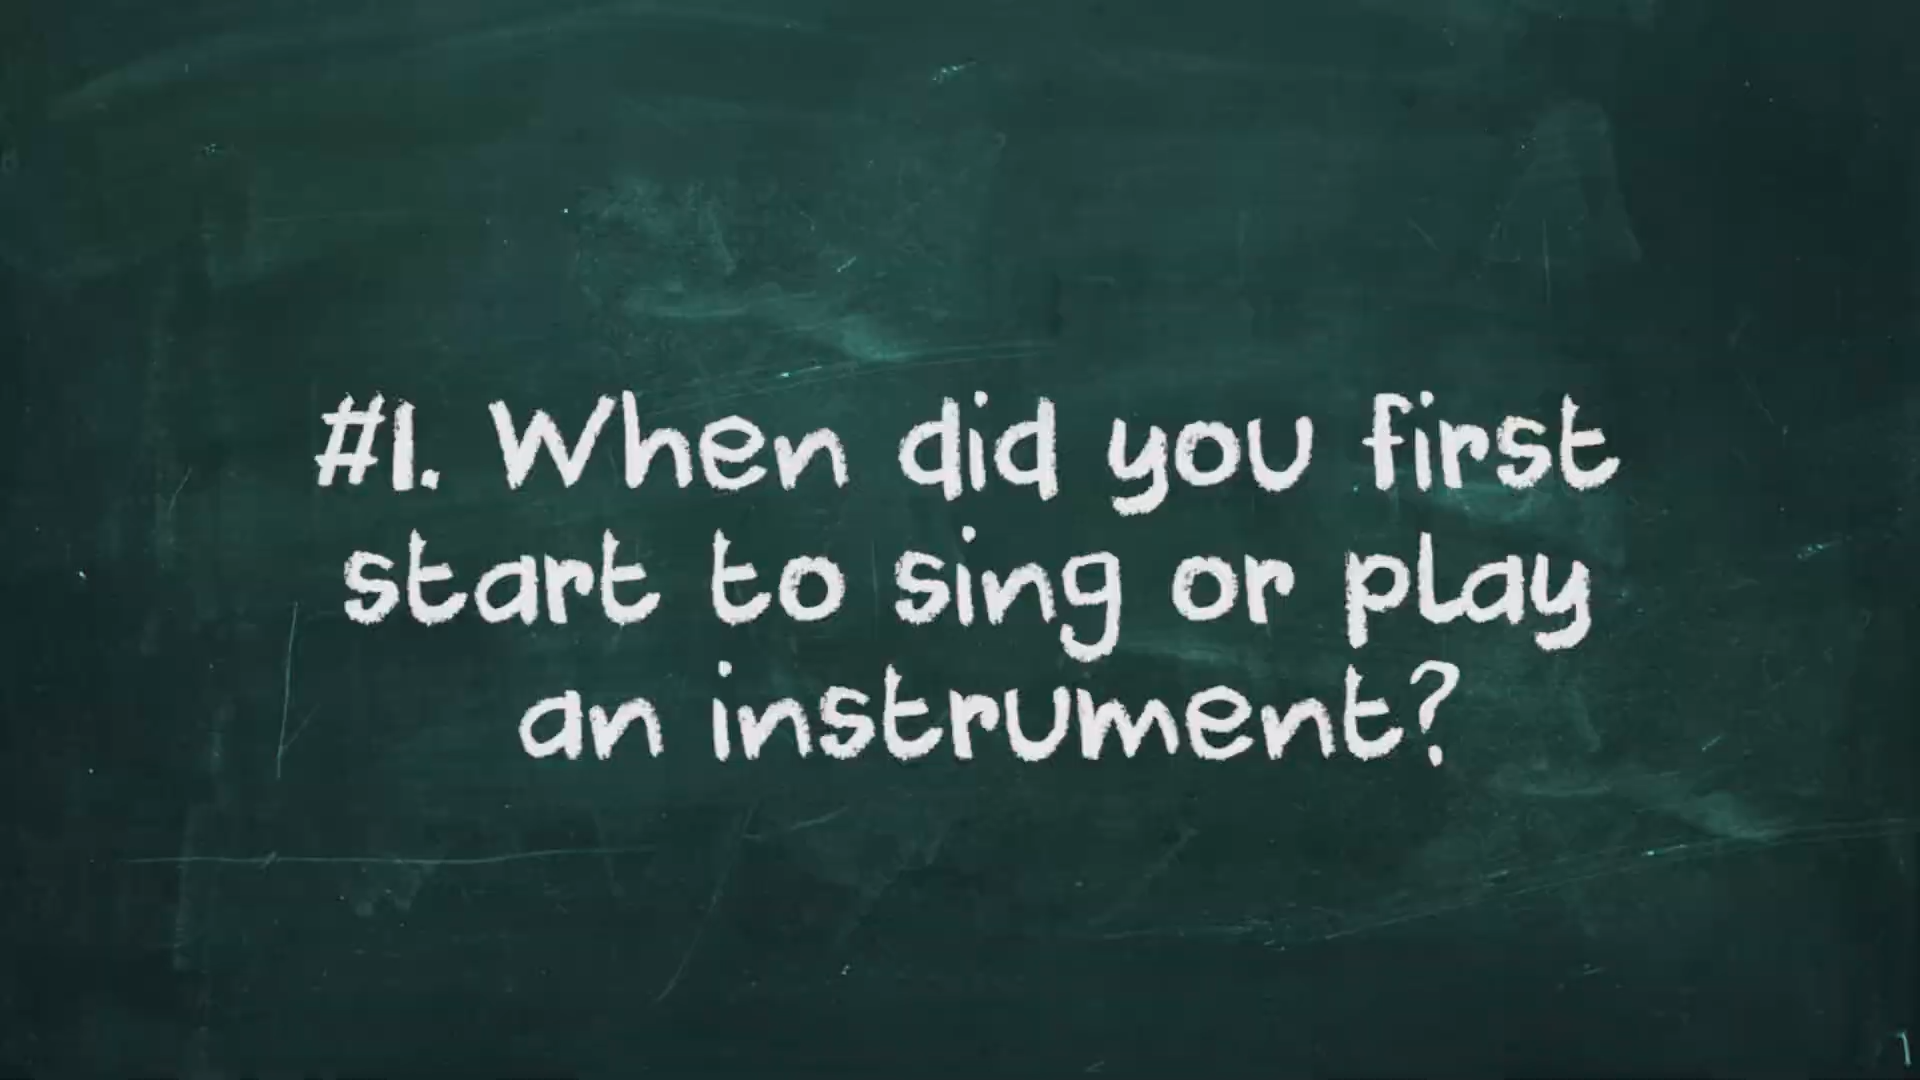 #1. When did you first
start to sing or play
an instrument?